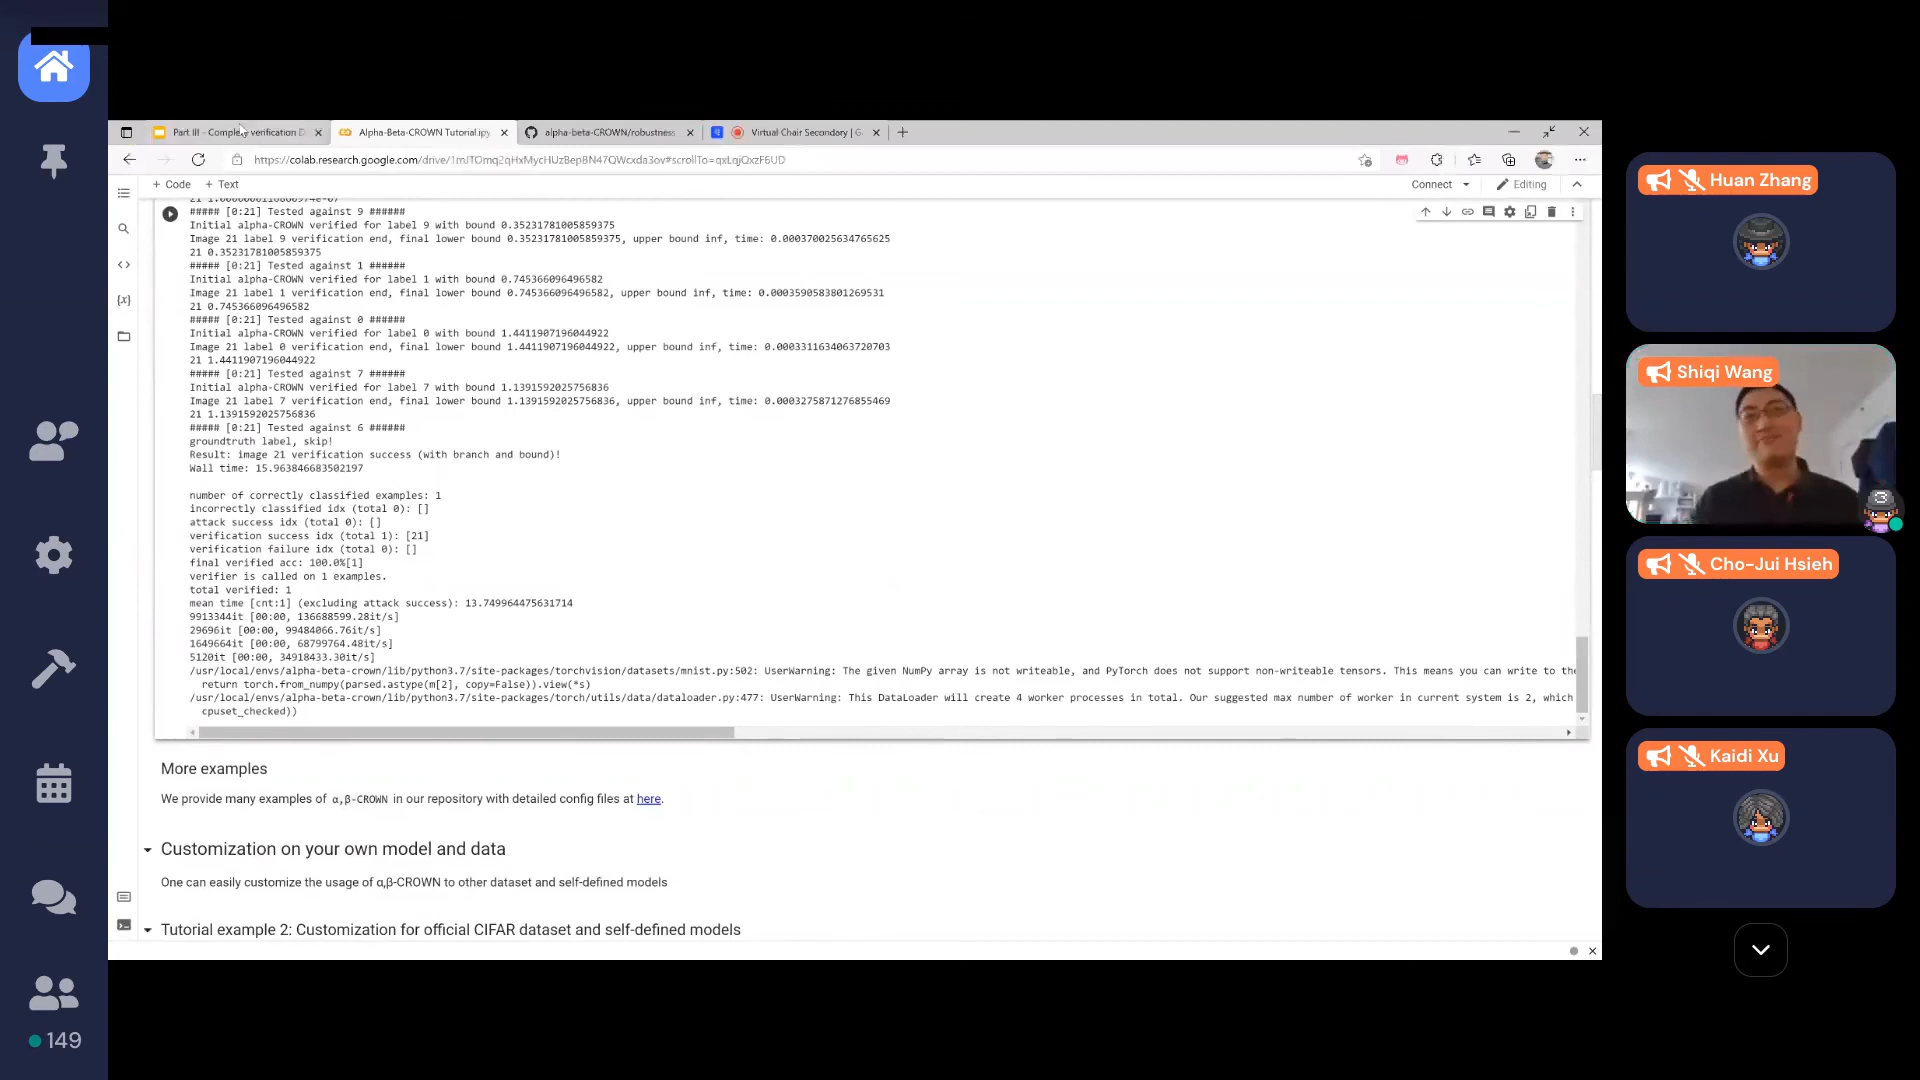 Part III - Complete verification D
Alpha-Beta-CROWN Tutorial.ipy
alpha-beta-CROWN/robustness
Virtual Chair Secondary | G
https://colab.research.google.com/drive/1mJTOmq2qHxMycHUzBepBN47QWcxda3ov#scrollTo=qxLqjQxzF6UD
+ Code + Text
Connect
Editing
##### [0:21] Tested against 9 ######
Initial alpha-CROWN verified for label 9 with bound 0.35231781005859375
Image 21 label 9 verification end, final lower bound 0.35231781005859375, upper bound inf, time: 0.000370025634765625
21 0.35231781005859375
##### [0:21] Tested against 1 ######
Initial alpha-CROWN verified for label 1 with bound 0.745366096496582
Image 21 label 1 verification end, final lower bound 0.745366096496582, upper bound inf, time: 0.0003590583801269531
21 0.745366096496582
##### [0:21] Tested against 0 ######
Initial alpha-CROWN verified for label 0 with bound 1.4411907196044922
Image 21 label 0 verification end, final lower bound 1.4411907196044922, upper bound inf, time: 0.0003311634063720703
21 1.4411907196044922
##### [0:21] Tested against 7 ######
Initial alpha-CROWN verified for label 7 with bound 1.1391592025756836
Image 21 label 7 verification end, final lower bound 1.1391592025756836, upper bound inf, time: 0.0003275871276855469
21 1.1391592025756836
##### [0:21] Tested against 6 ######
groundtruth label, skip!
Result: image 21 verification success (with branch and bound)!
Wall time: 15.963846683502197
number of correctly classified examples: 1
incorrectly classified idx (total 0): []
attack success idx (total 0): []
verification success idx (total 1): [21]
verification failure idx (total 0): []
final verified acc: 100.0%[1]
verifier is called on 1 examples.
total verified: 1
mean time [cnt:1] (excluding attack success): 13.749964475631714
9913344it [00:00, 136688599.28it/s]
29696it [00:00, 99484066.76it/s]
1649664it [00:00, 68799764.48it/s]
5120it [00:00, 34918433.30it/s]
/usr/local/envs/alpha-beta-crown/lib/python3.7/site-packages/torchvision/datasets/mnist.py:502: UserWarning: The given NumPy array is not writeable, and PyTorch does not support non-writeable tensors. This means you can write to the
return torch.from_numpy(parsed.astype(m[2], copy=False)).view(*s)
/usr/local/envs/alpha-beta-crown/lib/python3.7/site-packages/torch/utils/data/dataloader.py:477: UserWarning: This DataLoader will create 4 worker processes in total. Our suggested max number of worker in current system is 2, which
cpuset_checked))
More examples
We provide many examples of α,β-CROWN in our repository with detailed config files at here.
Customization on your own model and data
One can easily customize the usage of α,β-CROWN to other dataset and self-defined models
Tutorial example 2: Customization for official CIFAR dataset and self-defined models
Huan Zhang
Shiqi Wang
Cho-Jui Hsieh
Kaidi Xu
149